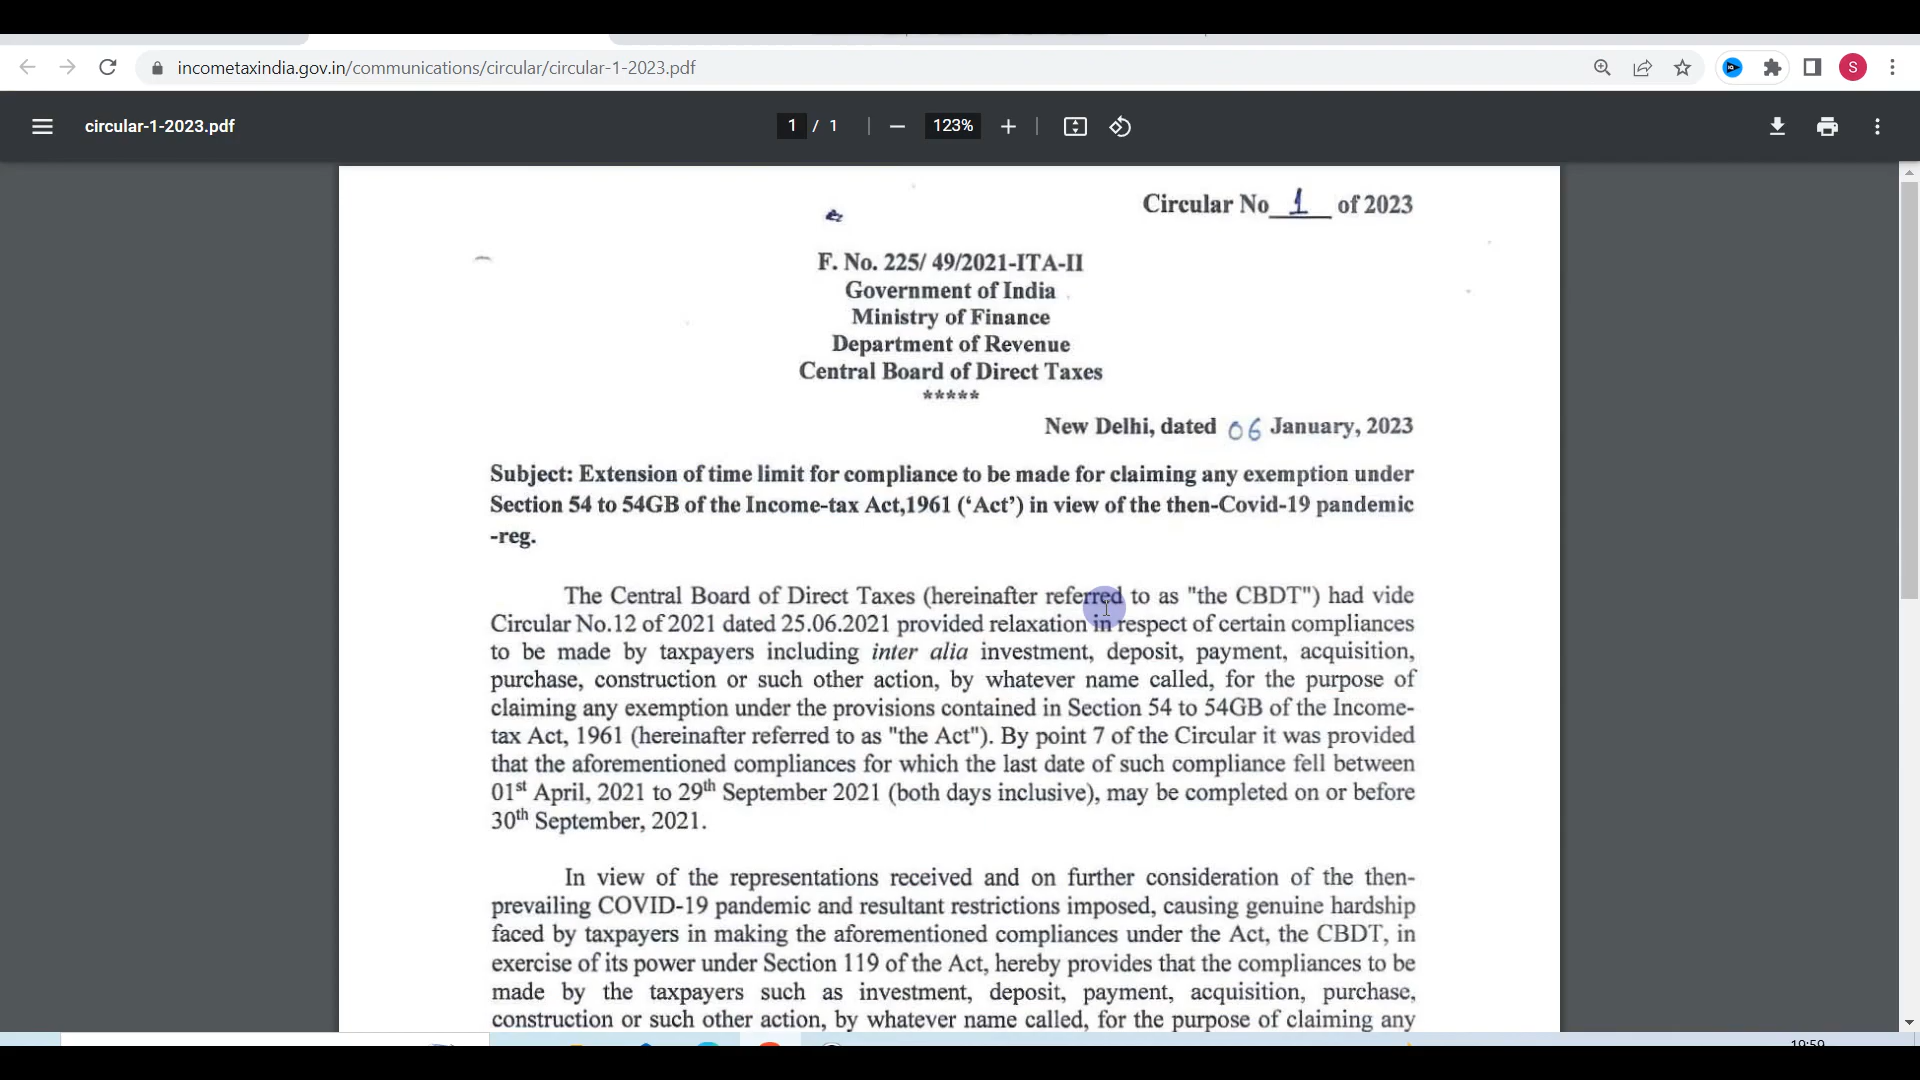 incometaxindia.gov.in/communications/circular/circular-1-2023.pdf
S
circular-1-2023.pdf
1 / 1
123%
Circular No 1 of 2023
F. No. 225/ 49/2021-ITA-II
Government of India
Ministry of Finance
Department of Revenue
Central Board of Direct Taxes
*****
New Delhi, dated 06 January, 2023
Subject: Extension of time limit for compliance to be made for claiming any exemption under
Section 54 to 54GB of the Income-tax Act,1961 (‘Act’) in view of the then-Covid-19 pandemic
-reg.
The Central Board of Direct Taxes (hereinafter referred to as "the CBDT") had vide
Circular No.12 of 2021 dated 25.06.2021 provided relaxation in respect of certain compliances
to be made by taxpayers including inter alia investment, deposit, payment, acquisition,
purchase, construction or such other action, by whatever name called, for the purpose of
claiming any exemption under the provisions contained in Section 54 to 54GB of the Income-
tax Act, 1961 (hereinafter referred to as "the Act"). By point 7 of the Circular it was provided
that the aforementioned compliances for which the last date of such compliance fell between
01st April, 2021 to 29th September 2021 (both days inclusive), may be completed on or before
30th September, 2021.
In view of the representations received and on further consideration of the then-
prevailing COVID-19 pandemic and resultant restrictions imposed, causing genuine hardship
faced by taxpayers in making the aforementioned compliances under the Act, the CBDT, in
exercise of its power under Section 119 of the Act, hereby provides that the compliances to be
made by the taxpayers such as investment, deposit, payment, acquisition, purchase,
construction or such other action, by whatever name called, for the purpose of claiming any
19:59